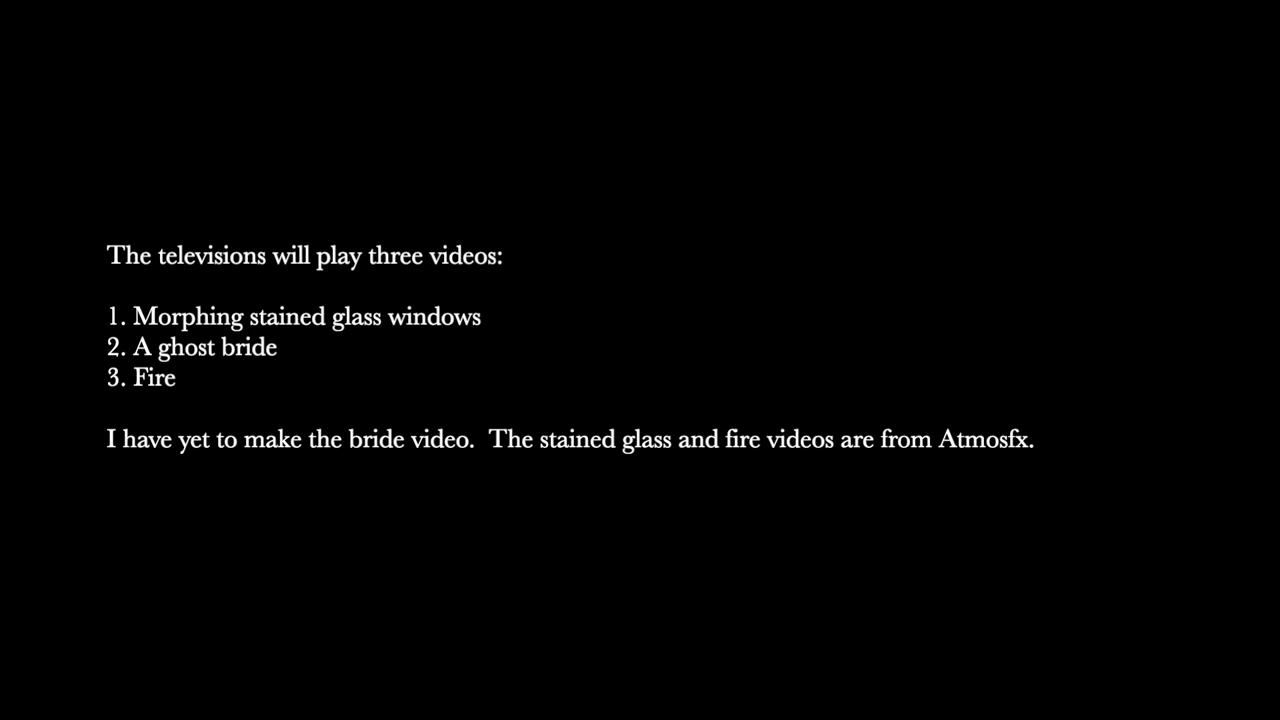 The televisions will play three videos:
1. Morphing stained glass windows
2. A ghost bride
3. Fire
I have yet to make the bride video.  The stained glass and fire videos are from Atmosfx.